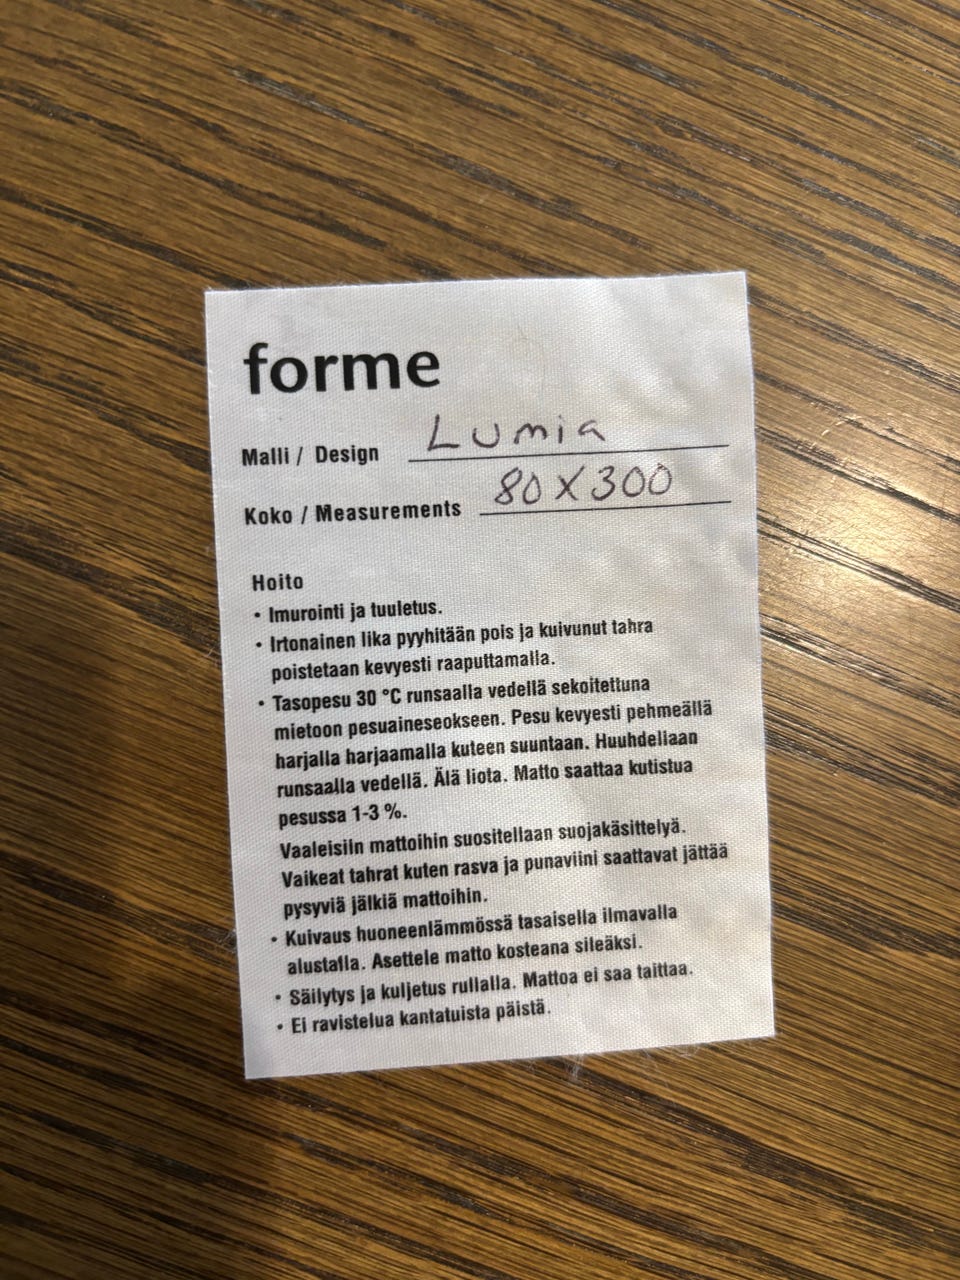 forme
Malli / Design Lumia
Koko / Measurements 80 x 300
Hoito
• Imurointi ja tuuletus.
• Irtonainen lika pyyhitään pois ja kuivunut tahra
poistetaan kevyesti raaputtamalla.
• Tasopesu 30 °C runsaalla vedellä sekoitettuna
mietoon pesuaineseokseen. Pesu kevyesti pehmeällä
harjalla harjaamalla kuteen suuntaan. Huuhdellaan
runsaalla vedellä. Älä liota. Matto saattaa kutistua
pesussa 1-3 %.
Vaaleisiin mattoihin suositellaan suojakäsittelyä.
Vaikeat tahrat kuten rasva ja punaviini saattavat jättää
pysyviä jälkiä mattoihin.
• Kuivaus huoneenlämmössä tasaisella ilmavalla
alustalla. Asettele matto kosteana sileäksi.
• Säilytys ja kuljetus rullalla. Mattoa ei saa taittaa.
• Ei ravistelua kantatuista päistä.